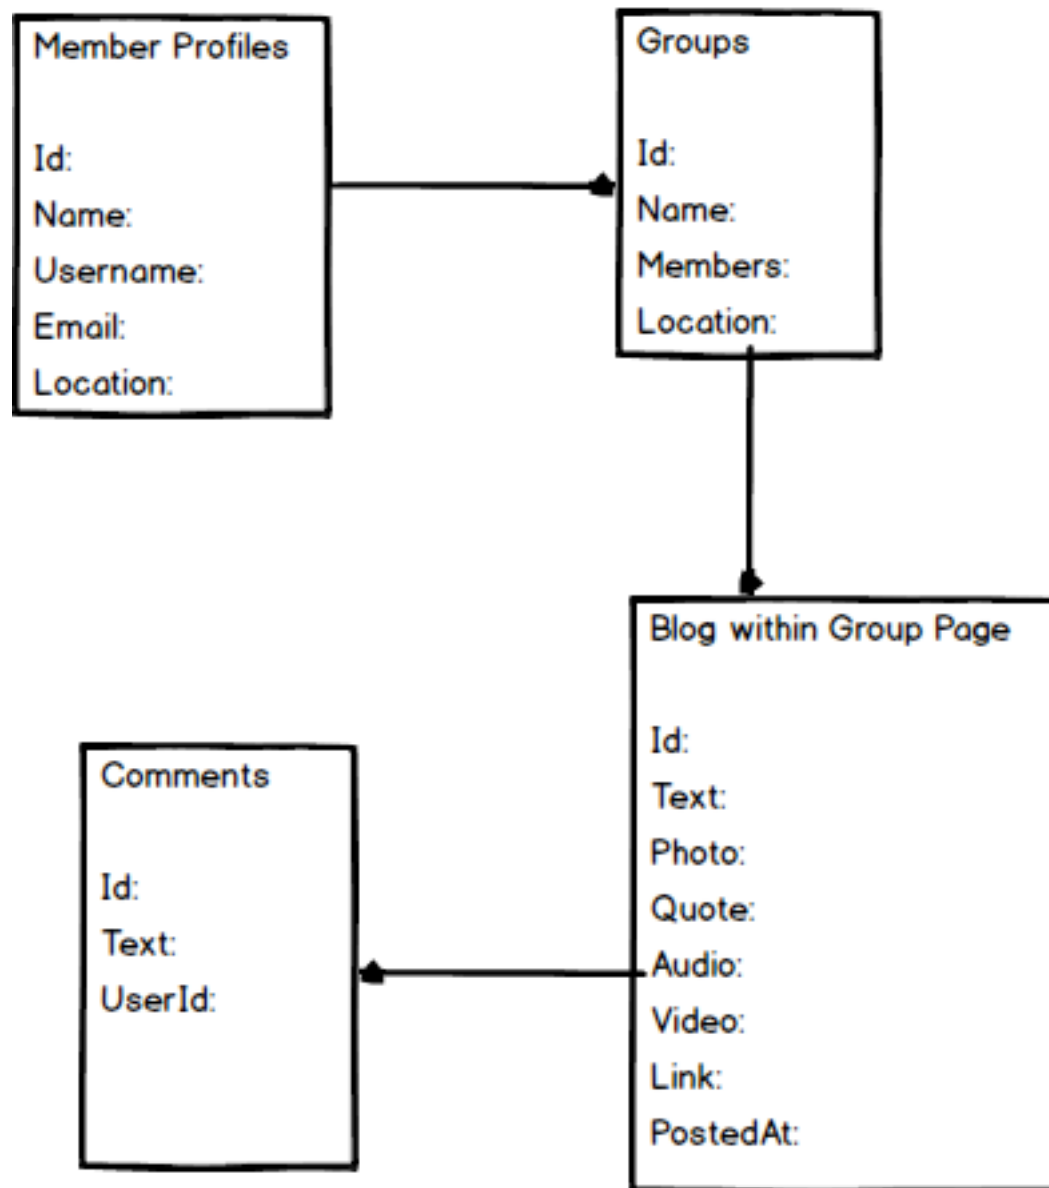 Member Profiles
Id:
Name:
Username:
Email:
Location:
Groups
Id:
Name:
Members:
Location:
Blog within Group Page
Id:
Text:
Photo:
Quote:
Audio:
Video:
Link:
PostedAt:
Comments
Id:
Text:
UserId: